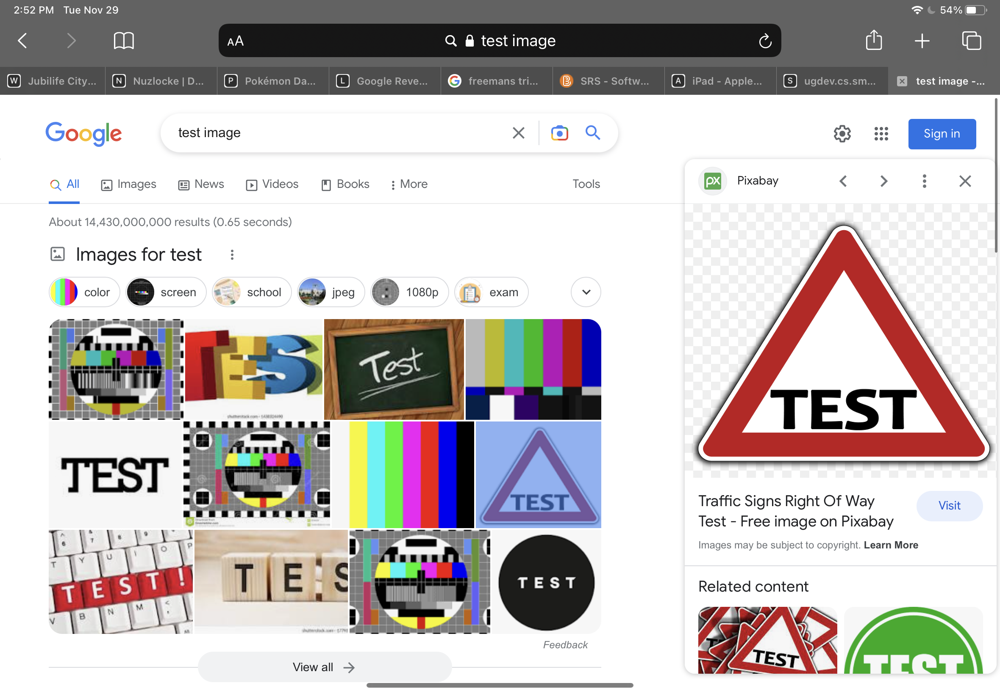 2:52 PM Tue Nov 29
54%
AA test image
W Jubilife City...
N Nuzlocke | D...
P Pokémon Da...
L Google Reve...
G freemans tri...
B SRS - Softw...
A iPad - Apple...
S ugdev.cs.sm...
test image -...
Google
test image
Sign in
All
Images
News
Videos
Books
More
Tools
About 14,430,000,000 results (0.65 seconds)
Images for test
color
screen
school
jpeg
1080p
exam
TES
Test
TEST
TEST
TEST!
TES
TEST
Feedback
View all
px Pixabay
TEST
Traffic Signs Right Of Way
Test - Free image on Pixabay
Visit
Images may be subject to copyright. Learn More
Related content
TEST
TEST